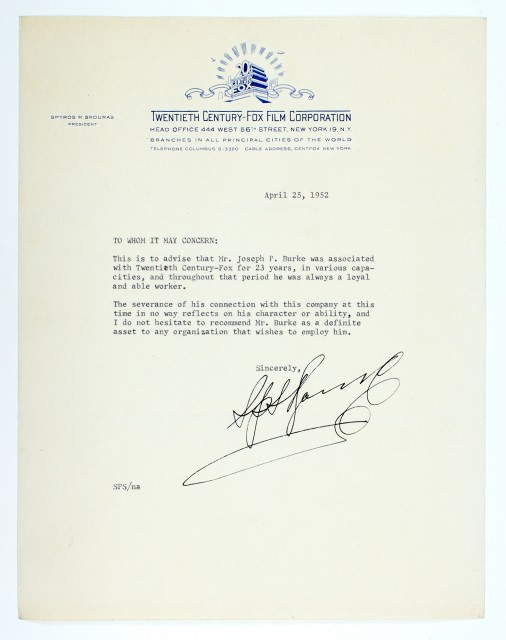 20
CENTURY
FOX
SPYROS P. SKOURAS
PRESIDENT
TWENTIETH CENTURY-FOX FILM CORPORATION
HEAD OFFICE 444 WEST 56TH STREET, NEW YORK 19, N.Y.
BRANCHES IN ALL PRINCIPAL CITIES OF THE WORLD
TELEPHONE COLUMBUS 5-3320 CABLE ADDRESS, CENTFOX NEW YORK
April 25, 1952
TO WHOM IT MAY CONCERN:
This is to advise that Mr. Joseph P. Burke was associated
with Twentieth Century-Fox for 23 years, in various capa-
cities, and throughout that period he was always a loyal
and able worker.
The severance of his connection with this company at this
time in no way reflects on his character or ability, and
I do not hesitate to recommend Mr. Burke as a definite
asset to any organization that wishes to employ him.
Sincerely,
SPS/na